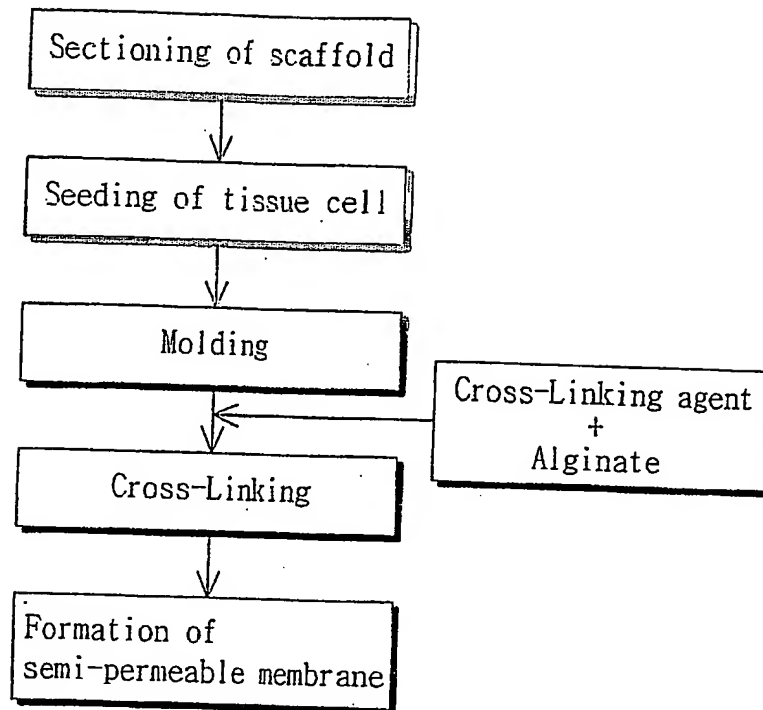 Sectioning of scaffold
Seeding of tissue cell
Molding
Cross-Linking agent
+
Alginate
Cross-Linking
Formation of
semi-permeable membrane